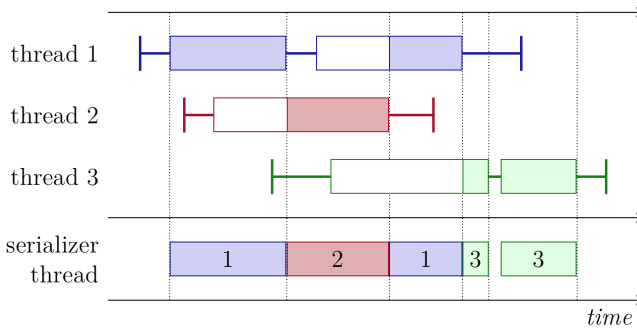 thread 1
thread 2
thread 3
serializer
thread
1 2 1 3 3
time